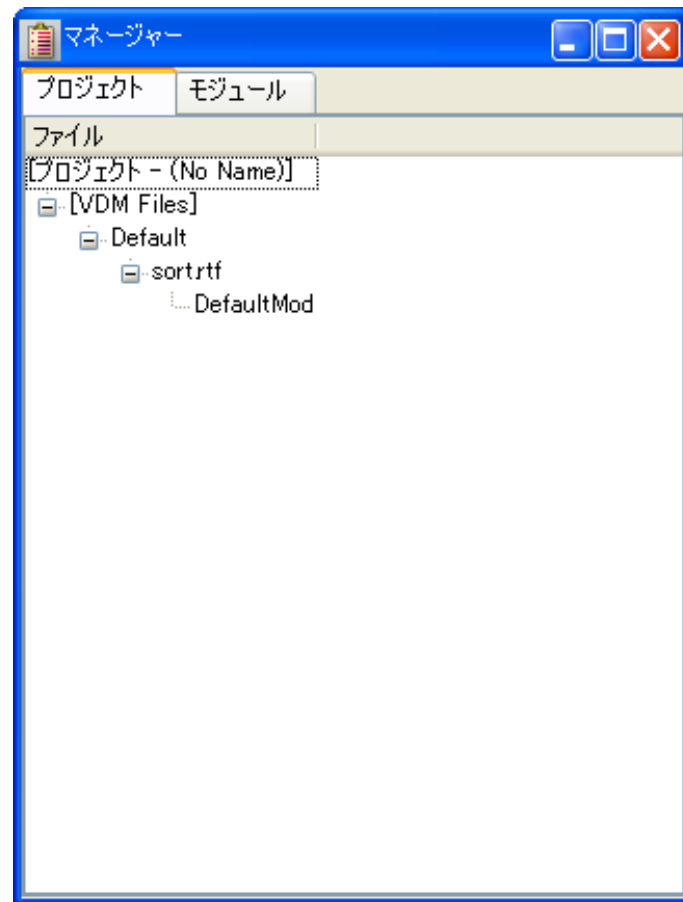 マネージャー
プロジェクト モジュール
ファイル
[プロジェクト - (No Name)]
[VDM Files]
Default
sort.rtf
DefaultMod